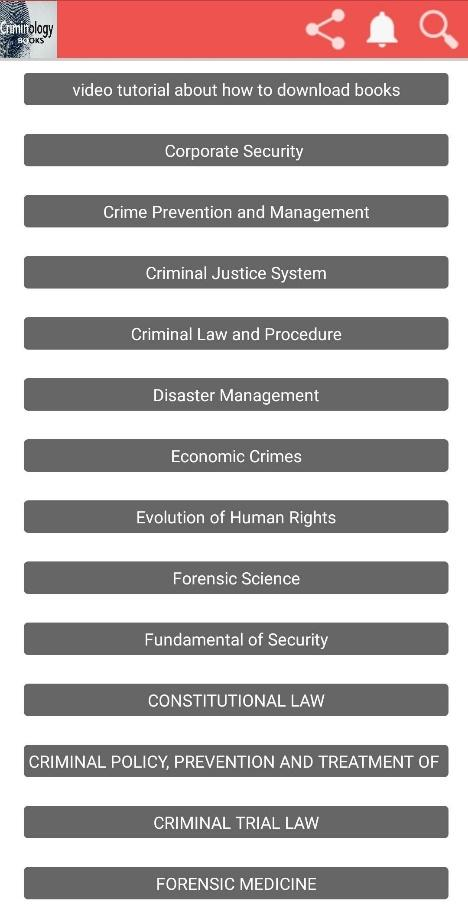 Criminology
BOOKS
video tutorial about how to download books
Corporate Security
Crime Prevention and Management
Criminal Justice System
Criminal Law and Procedure
Disaster Management
Economic Crimes
Evolution of Human Rights
Forensic Science
Fundamental of Security
CONSTITUTIONAL LAW
CRIMINAL POLICY, PREVENTION AND TREATMENT OF
CRIMINAL TRIAL LAW
FORENSIC MEDICINE